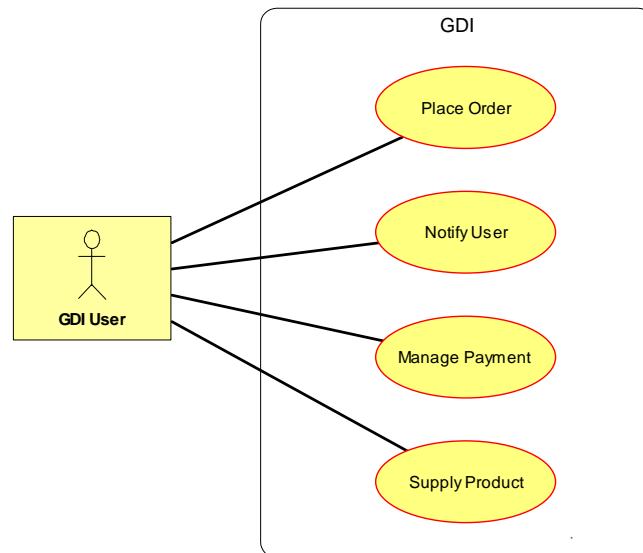 GDI
Place Order
Notify User
GDI User
Manage Payment
Supply Product